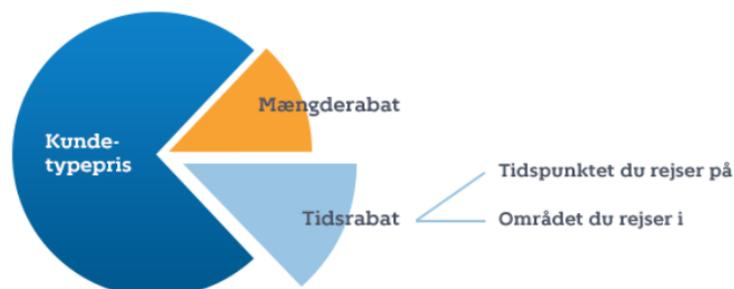 Mængderabat
Kunde-
typepris
Tidspunktet du rejser på
Tidsrabat
Området du rejser i